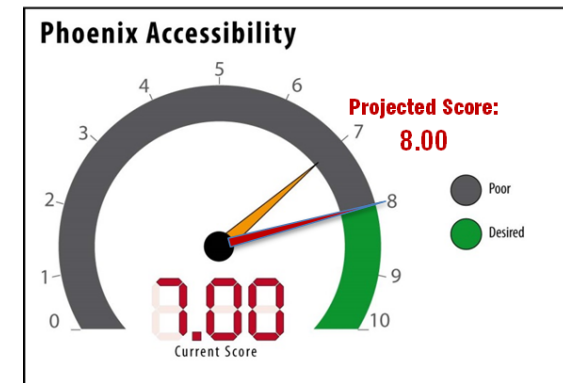 Phoenix Accessibility
5
4
6
Projected Score:
3
7
8.00
Poor
2
8
Desired
1
9
0
10
7.00
Current Score